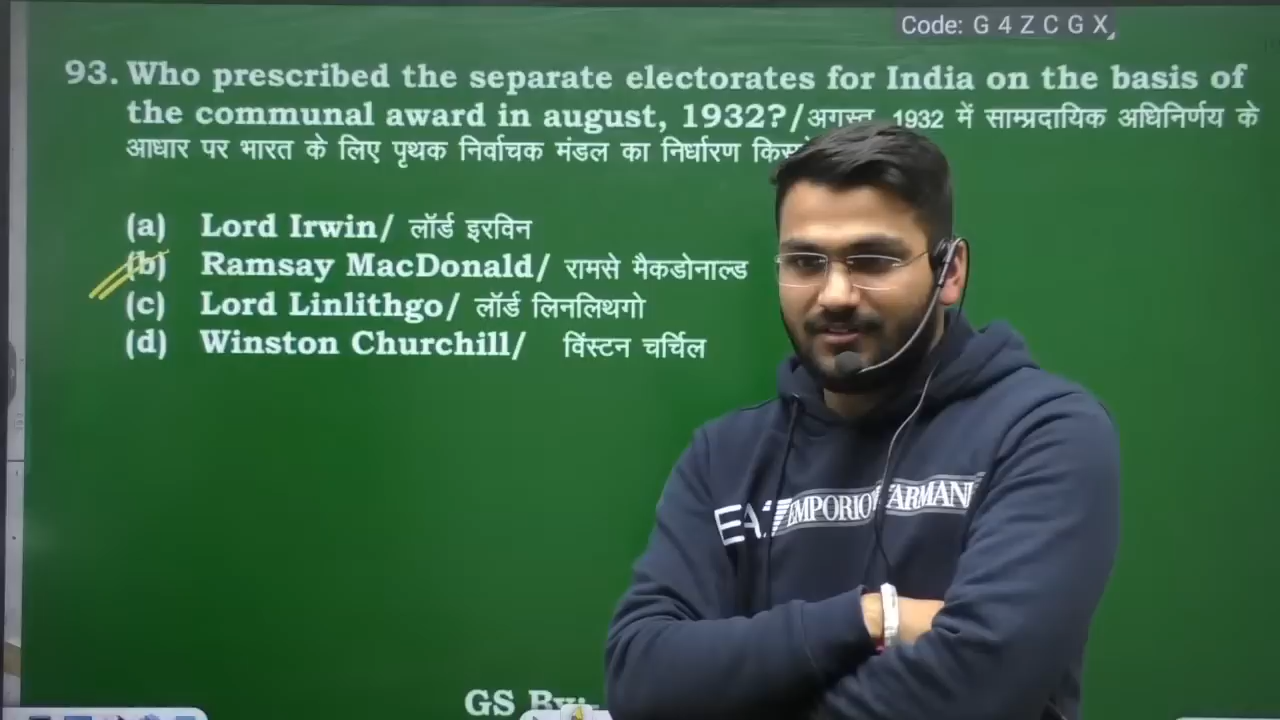 Code: G 4 Z C G X
93. Who prescribed the separate electorates for India on the basis of
the communal award in august, 1932?/अगस्त, 1932 में साम्प्रदायिक अधिनिर्णय के
आधार पर भारत के लिए पृथक निर्वाचक मंडल का निर्धारण
(a) Lord Irwin/ लॉर्ड इरविन
(b) Ramsay MacDonald/ रामसे मैकडोनाल्ड
(c) Lord Linlithgo/ लॉर्ड लिनलिथगो
(d) Winston Churchill/ विंस्टन चर्चिल
EA7 EMPORIO ARMANI
GS By:-